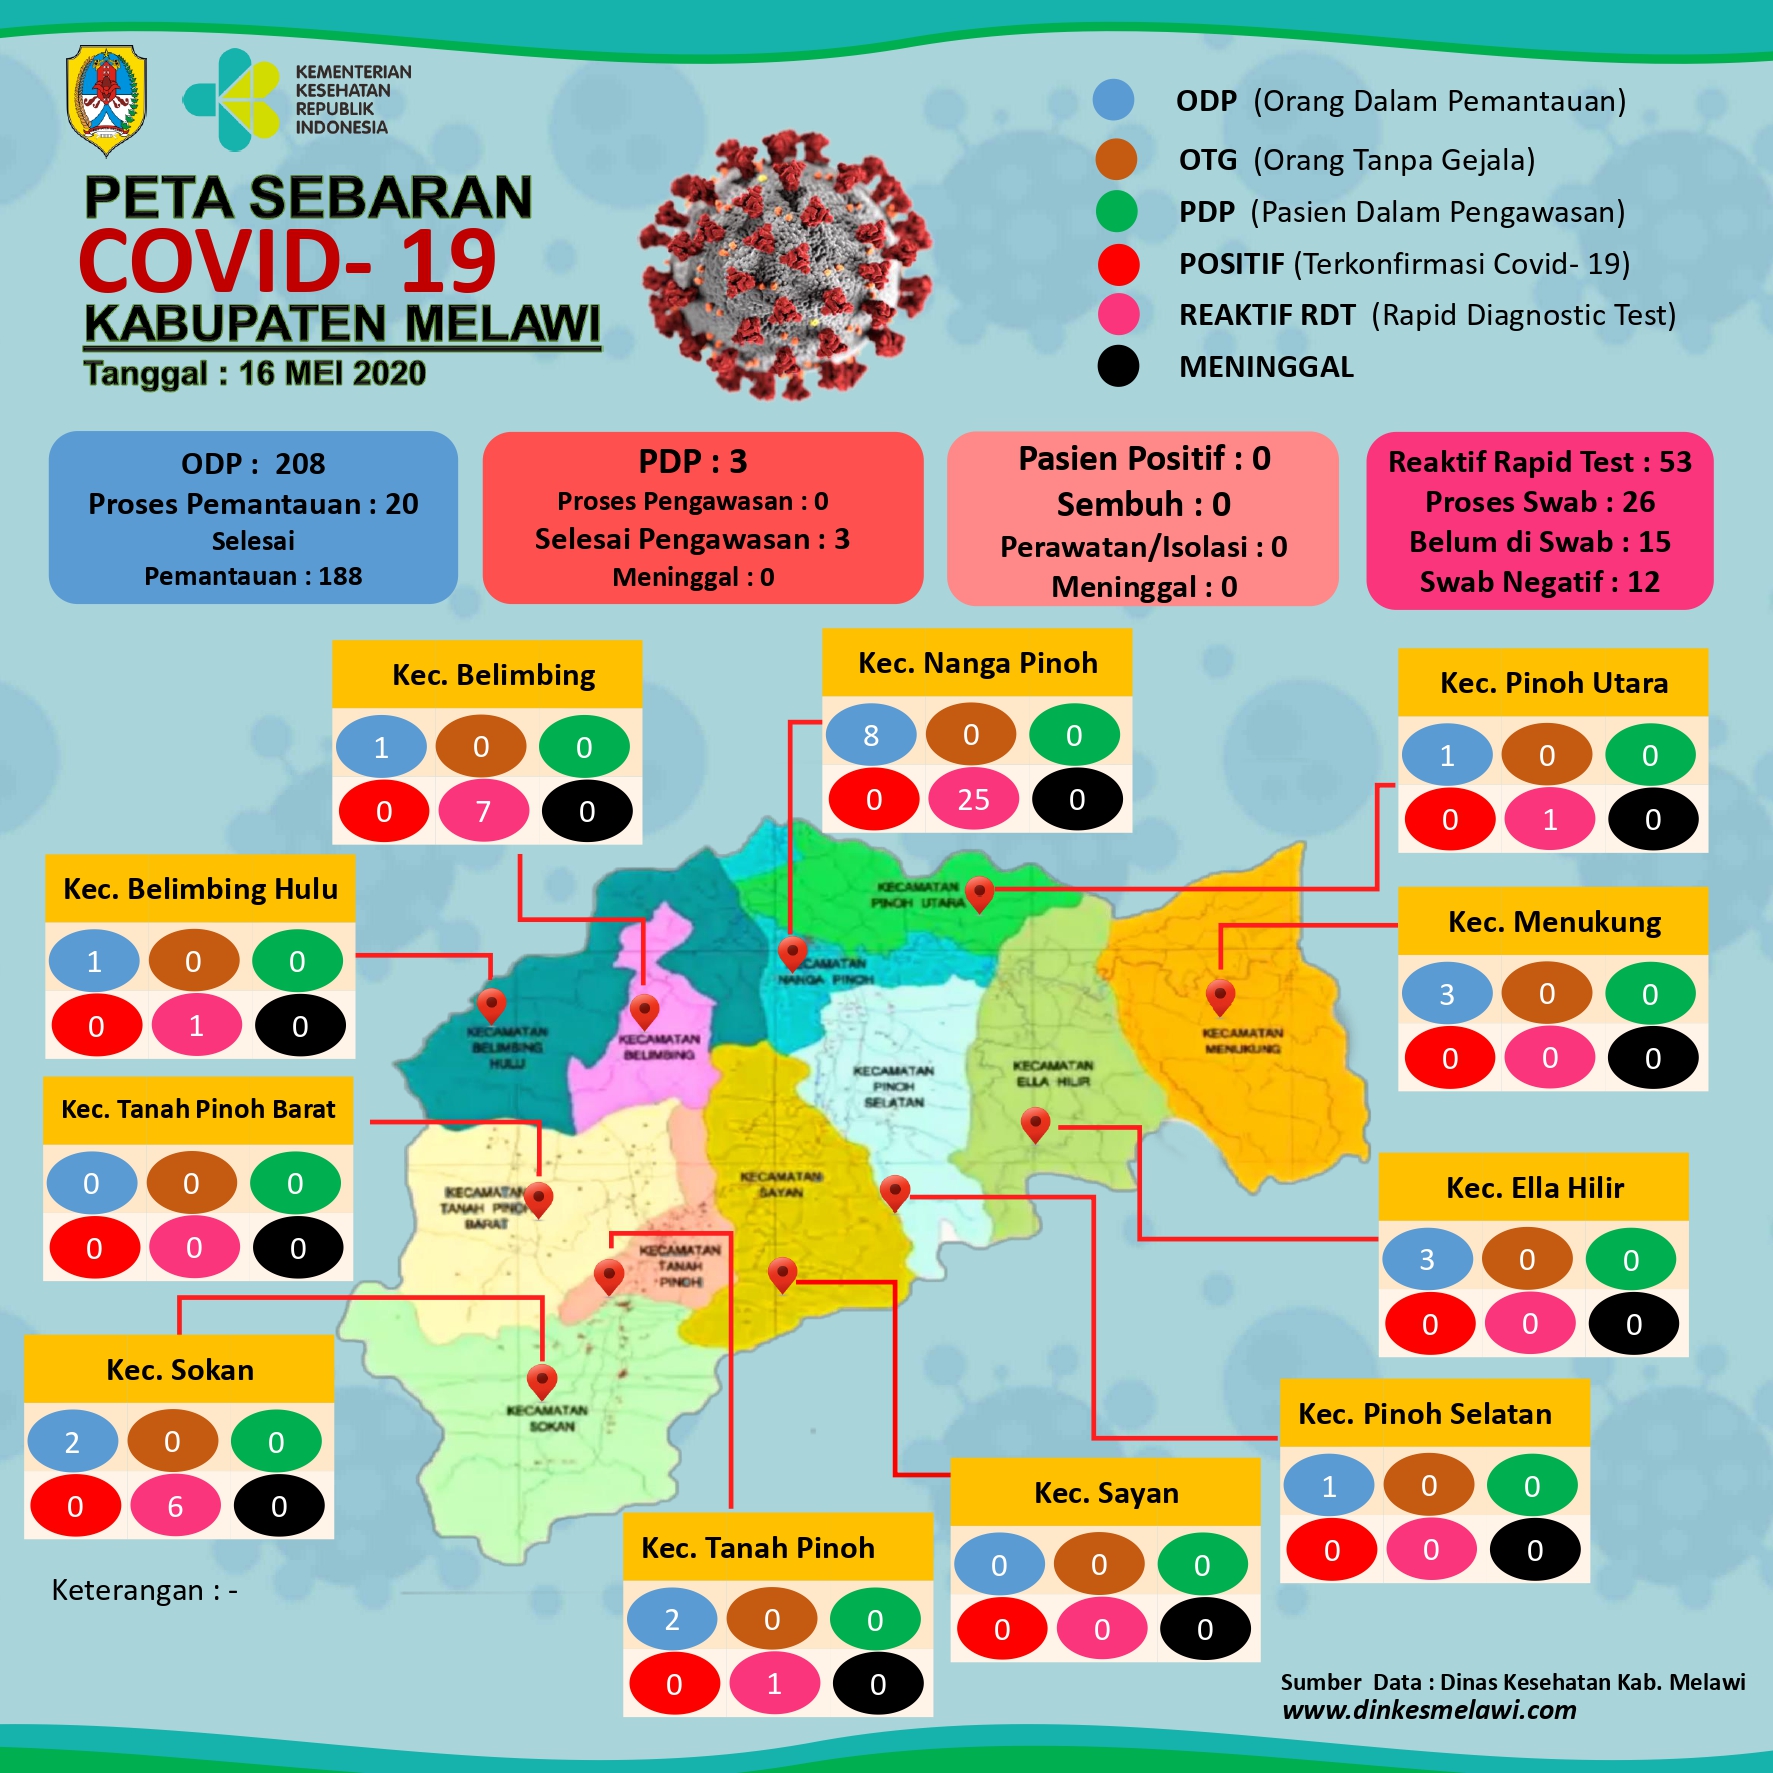 KEMENTERIAN
KESEHATAN
REPUBLIK
INDONESIA
PETA SEBARAN
COVID- 19
KABUPATEN MELAWI
Tanggal : 16 MEI 2020
ODP (Orang Dalam Pemantauan)
OTG (Orang Tanpa Gejala)
PDP (Pasien Dalam Pengawasan)
POSITIF (Terkonfirmasi Covid- 19)
REAKTIF RDT (Rapid Diagnostic Test)
MENINGGAL
ODP : 208
Proses Pemantauan : 20
Selesai
Pemantauan : 188
PDP : 3
Proses Pengawasan : 0
Selesai Pengawasan : 3
Meninggal : 0
Pasien Positif : 0
Sembuh : 0
Perawatan/Isolasi : 0
Meninggal : 0
Reaktif Rapid Test : 53
Proses Swab : 26
Belum di Swab : 15
Swab Negatif : 12
Kec. Belimbing
1 0 0
0 7 0
Kec. Nanga Pinoh
8 0 0
0 25 0
Kec. Pinoh Utara
1 0 0
0 1 0
Kec. Belimbing Hulu
1 0 0
0 1 0
Kec. Menukung
3 0 0
0 0 0
Kec. Tanah Pinoh Barat
0 0 0
0 0 0
Kec. Ella Hilir
3 0 0
0 0 0
Kec. Sokan
2 0 0
0 6 0
Kec. Pinoh Selatan
1 0 0
0 0 0
Kec. Sayan
0 0 0
0 0 0
Kec. Tanah Pinoh
2 0 0
0 1 0
KECAMATAN
PINOH UTARA
KECAMATAN
NANGA PINOH
KECAMATAN
BELIMBING
HULU
KECAMATAN
BELIMBING
KECAMATAN
MENUKUNG
KECAMATAN
PINOH
SELATAN
KECAMATAN
ELLA HILIR
KECAMATAN
SAYAN
KECAMATAN
TANAH PINOH
BARAT
KECAMATAN
TANAH
PINOH
KECAMATAN
SOKAN
Keterangan : -
Sumber Data : Dinas Kesehatan Kab. Melawi
www.dinkesmelawi.com